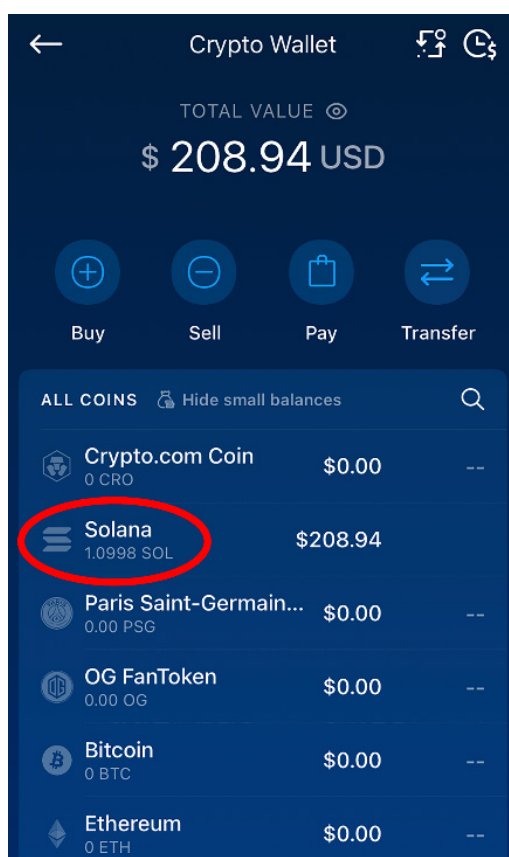 Crypto Wallet
TOTAL VALUE
$ 208.94 USD
Buy Sell Pay Transfer
ALL COINS Hide small balances
Crypto.com Coin $0.00 --
0 CRO
Solana $208.94
1.0998 SOL
Paris Saint-Germain... $0.00 --
0.00 PSG
OG FanToken $0.00 --
0.00 OG
Bitcoin $0.00 --
0 BTC
Ethereum $0.00 --
0 ETH